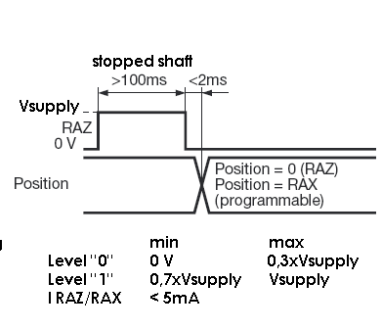 stopped shaft
>100ms <2ms
Vsupply
RAZ
0 V
Position
Position = 0 (RAZ)
Position = RAX
(programmable)
min max
Level "0" 0 V 0,3xVsupply
Level "1" 0,7xVsupply Vsupply
I RAZ/RAX < 5mA